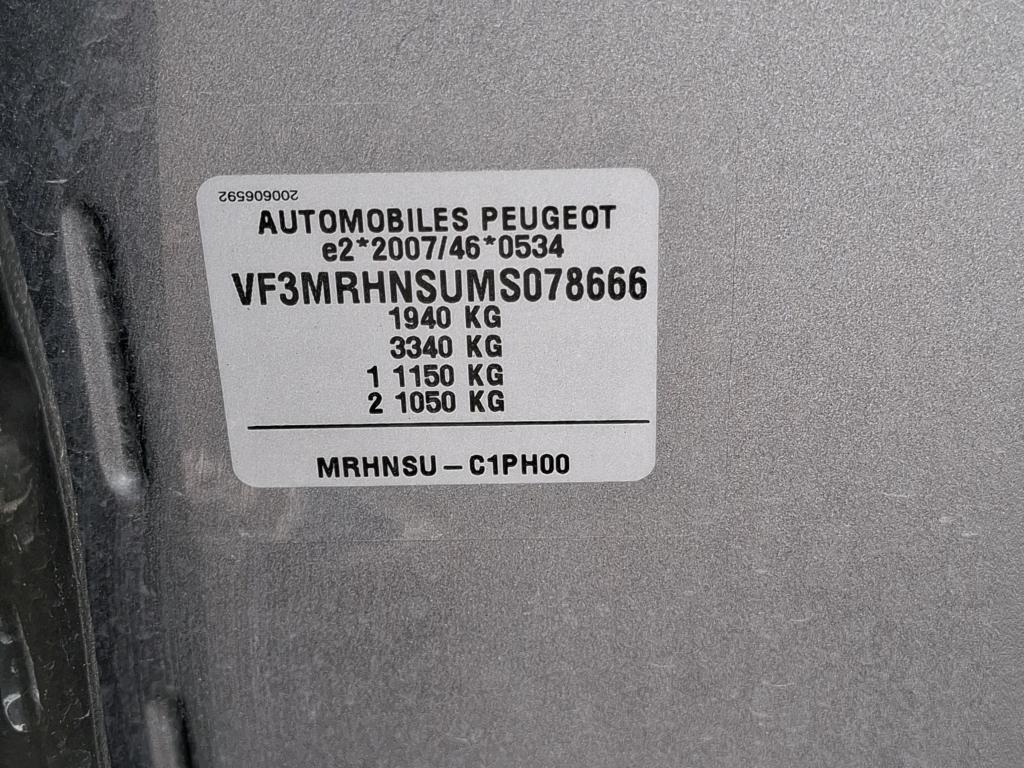 200606592
AUTOMOBILES PEUGEOT
e2*2007/46*0534
VF3MRHNSUMS078666
1940 KG
3340 KG
1 1150 KG
2 1050 KG
MRHNSU – C1PH00